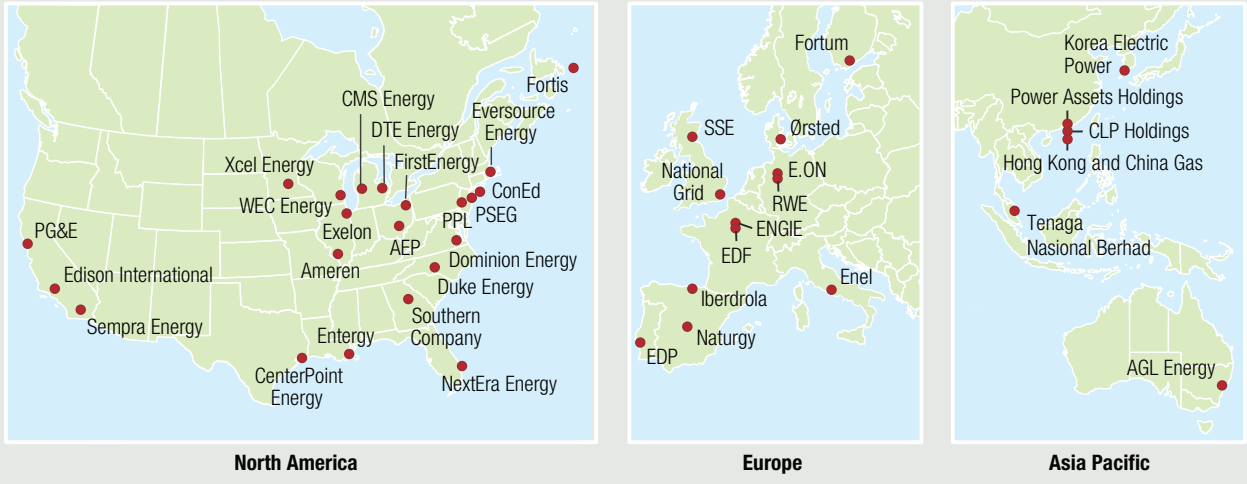 Fortis
CMS Energy
Eversource
Energy
DTE Energy
Xcel Energy
FirstEnergy
WEC Energy
ConEd
PSEG
PPL
Exelon
AEP
PG&E
Dominion Energy
Ameren
Edison International
Duke Energy
Sempra Energy
Southern
Company
Entergy
CenterPoint
Energy
NextEra Energy
North America
Fortum
SSE
Ørsted
National
Grid
E.ON
RWE
ENGIE
EDF
Enel
Iberdrola
Naturgy
EDP
Europe
Korea Electric
Power
Power Assets Holdings
CLP Holdings
Hong Kong and China Gas
Tenaga
Nasional Berhad
AGL Energy
Asia Pacific